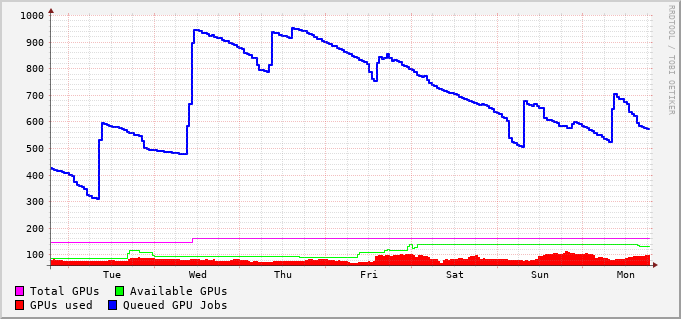 1000
900
800
700
600
500
400
300
200
100
Tue Wed Thu Fri Sat Sun Mon
Total GPUs Available GPUs
GPUs used Queued GPU Jobs
RRDTOOL / TOBI OETIKER